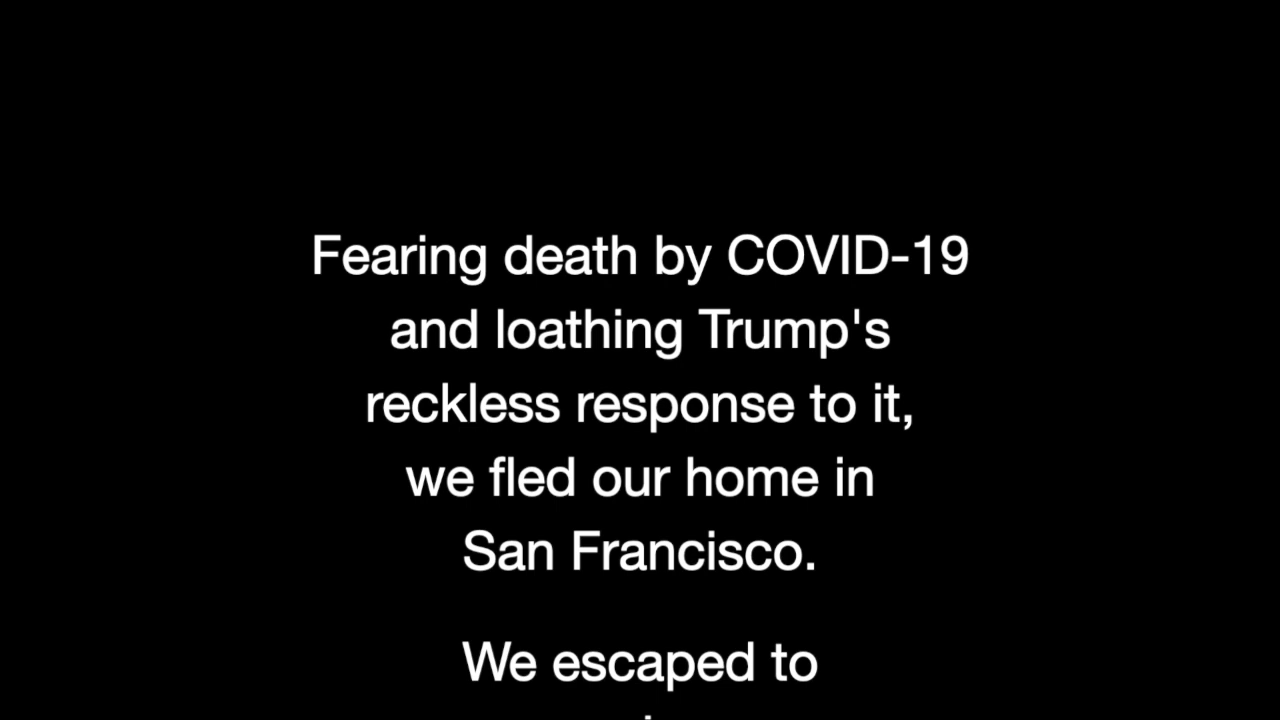 Fearing death by COVID-19
and loathing Trump's
reckless response to it,
we fled our home in
San Francisco.
We escaped to